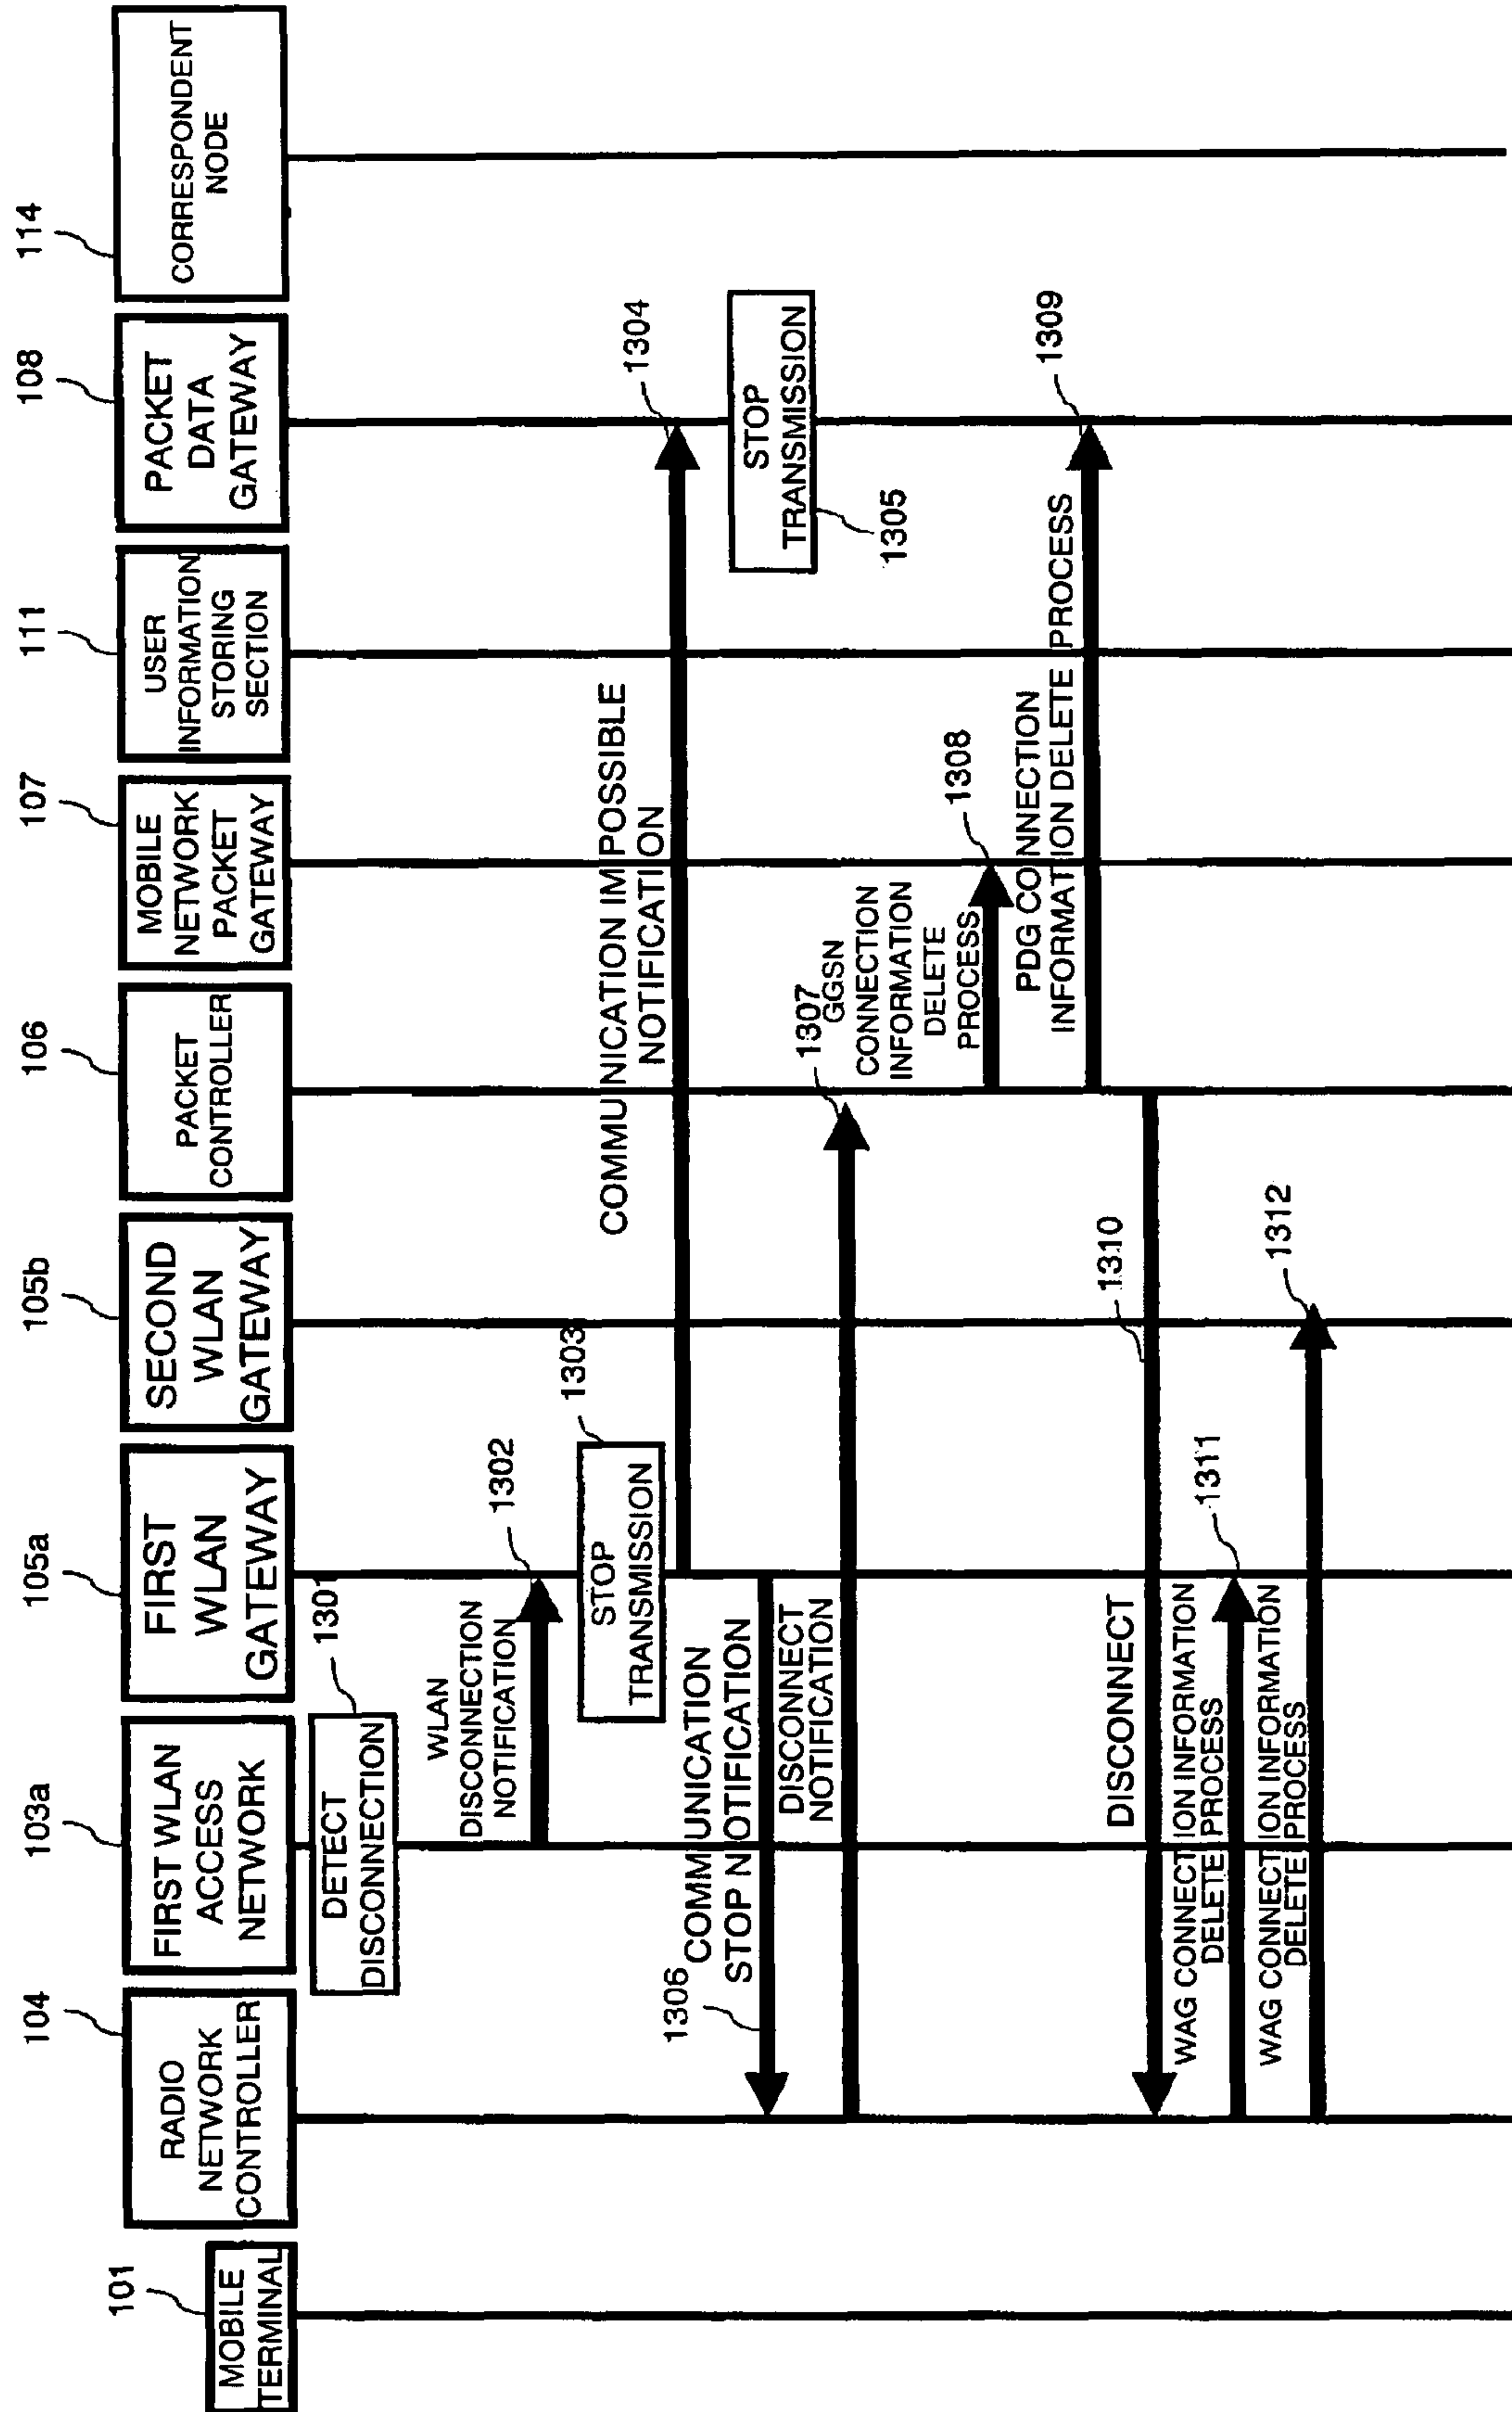 101
MOBILE
TERMINAL
104
RADIO
NETWORK
CONTROLLER
103a
FIRST WLAN
ACCESS
NETWORK
105a
FIRST
WLAN
GATEWAY
105b
SECOND
WLAN
GATEWAY
106
PACKET
CONTROLLER
107
MOBILE
NETWORK
PACKET
GATEWAY
111
USER
INFORMATION
STORING
SECTION
108
PACKET
DATA
GATEWAY
114
CORRESPONDENT
NODE
DETECT
DISCONNECTION
1301
WLAN
DISCONNECTION
NOTIFICATION
1302
STOP
TRANSMISSION
1303
COMMUNICATION IMPOSSIBLE
NOTIFICATION
1304
STOP
TRANSMISSION
1305
COMMUNICATION
STOP NOTIFICATION
1306
DISCONNECT
NOTIFICATION
1307
GGSN
CONNECTION
INFORMATION
DELETE
PROCESS
1308
PDG CONNECTION
INFORMATION DELETE PROCESS
1309
DISCONNECT
1310
WAG CONNECTION INFORMATION
DELETE PROCESS
1311
WAG CONNECTION INFORMATION
DELETE PROCESS
1312